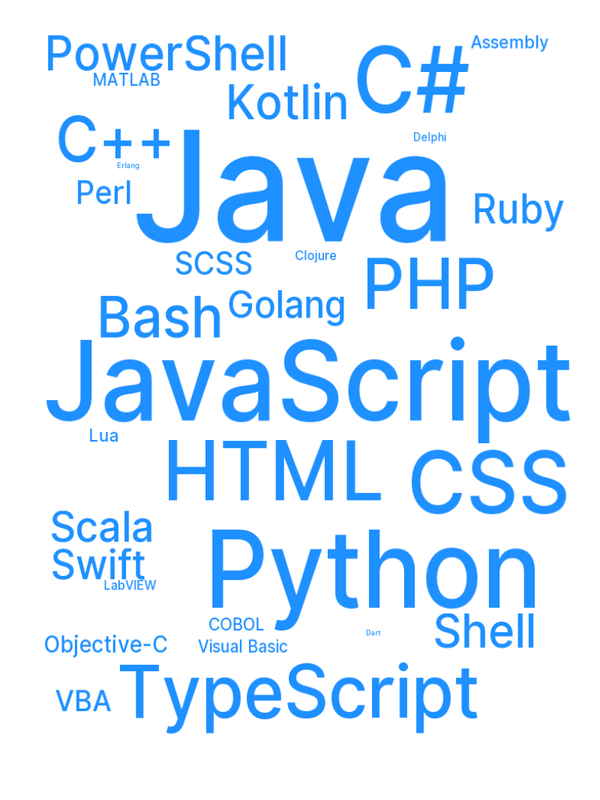 PowerShell
Assembly
C#
MATLAB
Kotlin
C++
Delphi
Java
Erlang
Perl
Ruby
SCSS
Clojure
PHP
Golang
Bash
JavaScript
Lua
HTML
CSS
Scala
Python
Swift
LabVIEW
COBOL
Dart
Shell
Objective-C
Visual Basic
TypeScript
VBA